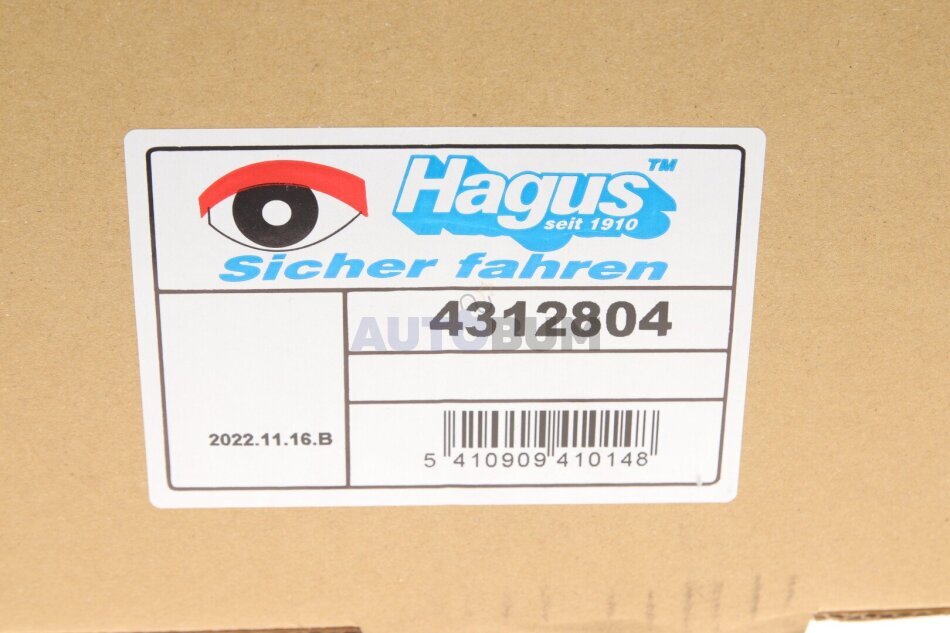 Hagus™
seit 1910
Sicher fahren
4312804
AUTOBUM
2022.11.16.B
5 410909 410148